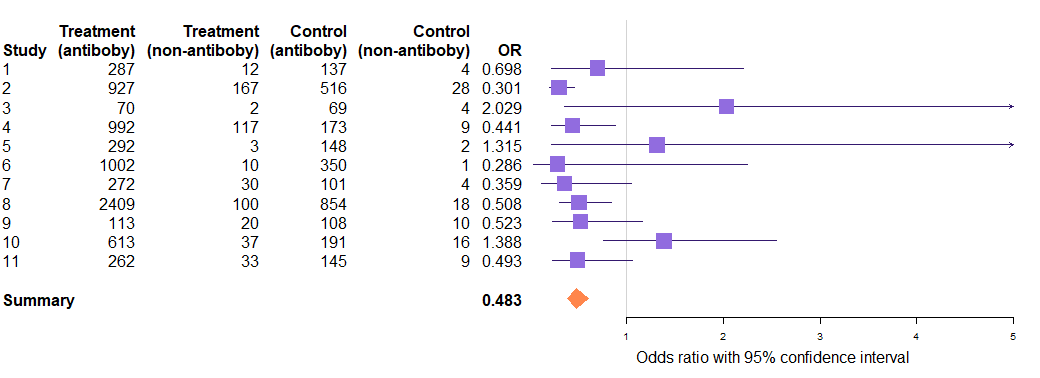 Treatment Treatment Control Control
Study (antiboby) (non-antiboby) (antiboby) (non-antiboby) OR
1 287 12 137 4 0.698
2 927 167 516 28 0.301
3 70 2 69 4 2.029
4 992 117 173 9 0.441
5 292 3 148 2 1.315
6 1002 10 350 1 0.286
7 272 30 101 4 0.359
8 2409 100 854 18 0.508
9 113 20 108 10 0.523
10 613 37 191 16 1.388
11 262 33 145 9 0.493
Summary 0.483
1 2 3 4 5
Odds ratio with 95% confidence interval